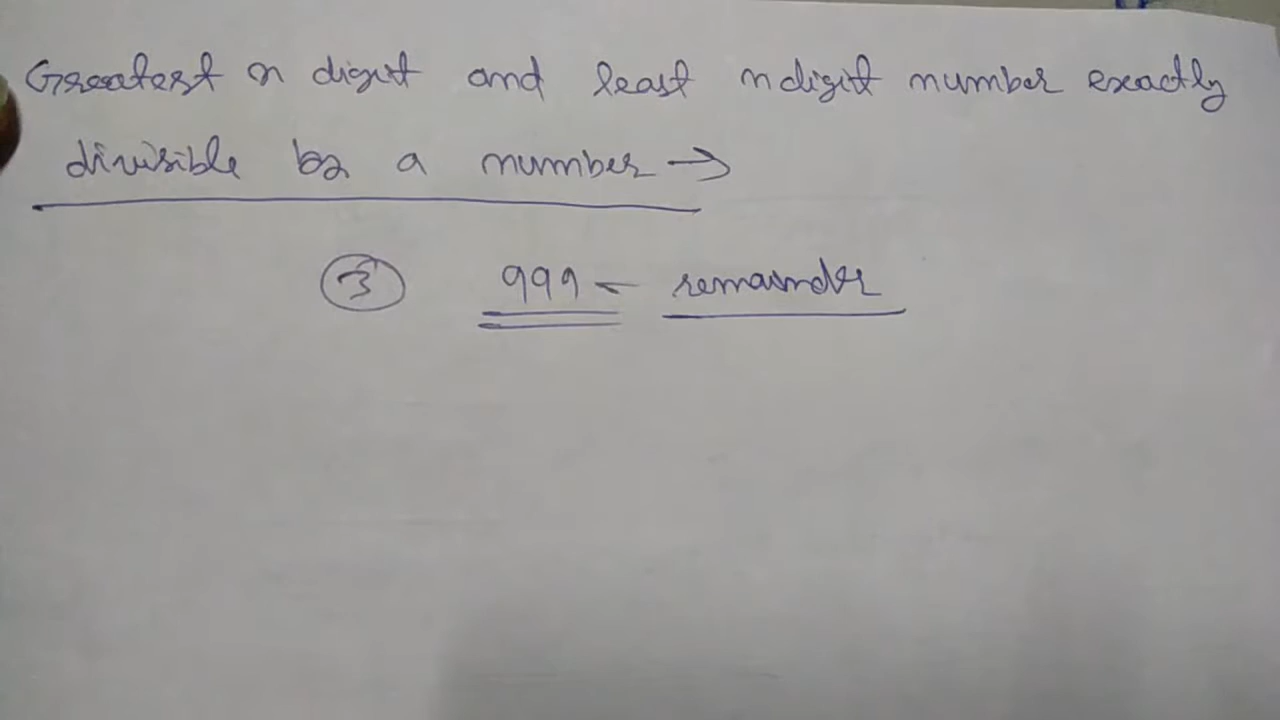 Greatest n digit and least n digit number exactly
divisible by a number →
3 999 - remainder